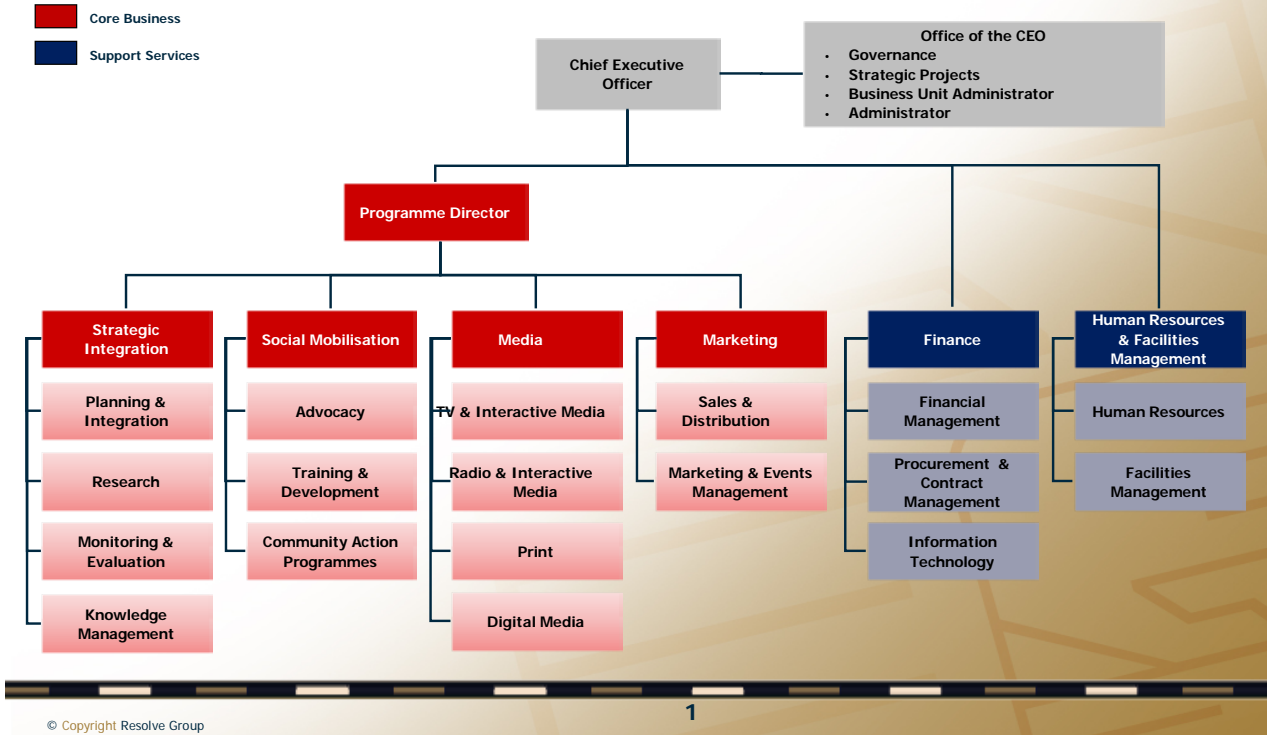 Core Business
Support Services
Chief Executive
Officer
Office of the CEO
• Governance
• Strategic Projects
• Business Unit Administrator
• Administrator
Programme Director
Strategic
Integration
Planning &
Integration
Research
Monitoring &
Evaluation
Knowledge
Management
Social Mobilisation
Advocacy
Training &
Development
Community Action
Programmes
Media
TV & Interactive Media
Radio & Interactive
Media
Print
Digital Media
Marketing
Sales &
Distribution
Marketing & Events
Management
Finance
Financial
Management
Procurement &
Contract
Management
Information
Technology
Human Resources
& Facilities
Management
Human Resources
Facilities
Management
1
© Copyright Resolve Group